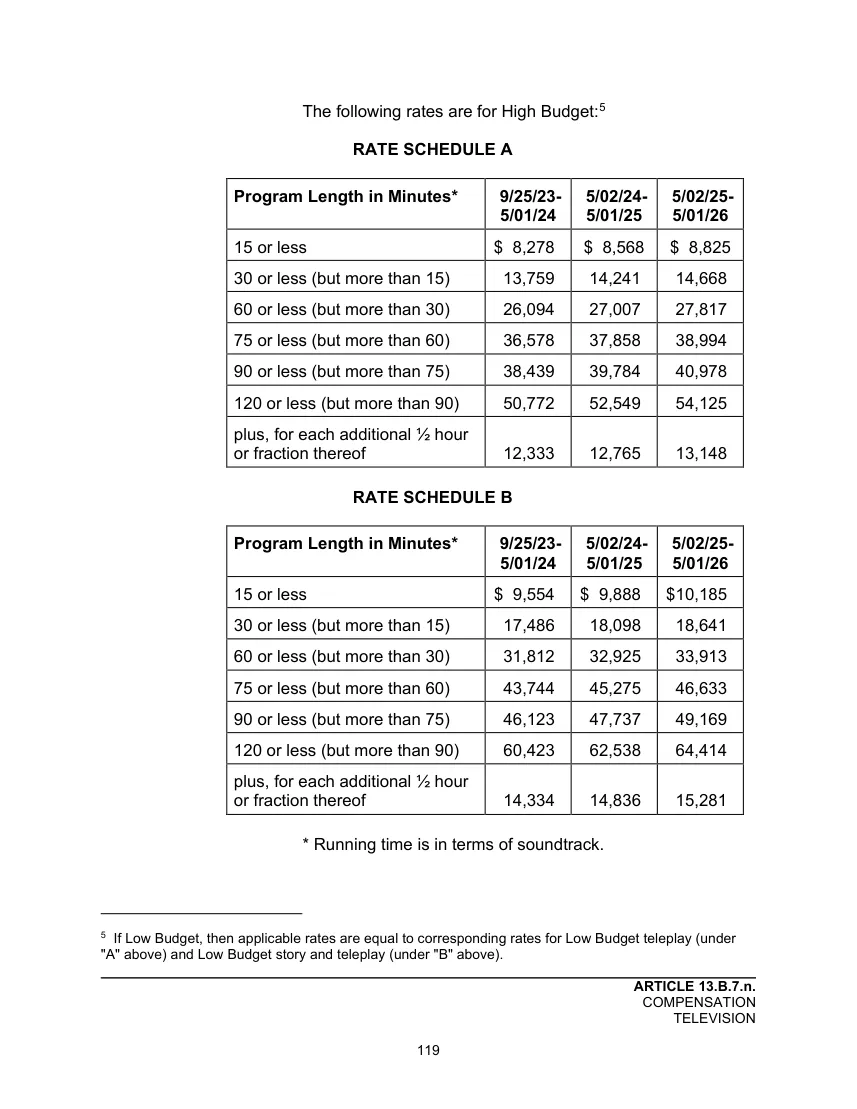 The following rates are for High Budget:5
RATE SCHEDULE A
Program Length in Minutes* 9/25/23- 5/02/24- 5/02/25-
5/01/24 5/01/25 5/01/26
15 or less $ 8,278 $ 8,568 $ 8,825
30 or less (but more than 15) 13,759 14,241 14,668
60 or less (but more than 30) 26,094 27,007 27,817
75 or less (but more than 60) 36,578 37,858 38,994
90 or less (but more than 75) 38,439 39,784 40,978
120 or less (but more than 90) 50,772 52,549 54,125
plus, for each additional ½ hour
or fraction thereof 12,333 12,765 13,148
RATE SCHEDULE B
Program Length in Minutes* 9/25/23- 5/02/24- 5/02/25-
5/01/24 5/01/25 5/01/26
15 or less $ 9,554 $ 9,888 $10,185
30 or less (but more than 15) 17,486 18,098 18,641
60 or less (but more than 30) 31,812 32,925 33,913
75 or less (but more than 60) 43,744 45,275 46,633
90 or less (but more than 75) 46,123 47,737 49,169
120 or less (but more than 90) 60,423 62,538 64,414
plus, for each additional ½ hour
or fraction thereof 14,334 14,836 15,281
* Running time is in terms of soundtrack.
5 If Low Budget, then applicable rates are equal to corresponding rates for Low Budget teleplay (under
"A" above) and Low Budget story and teleplay (under "B" above).
ARTICLE 13.B.7.n.
COMPENSATION
TELEVISION
119